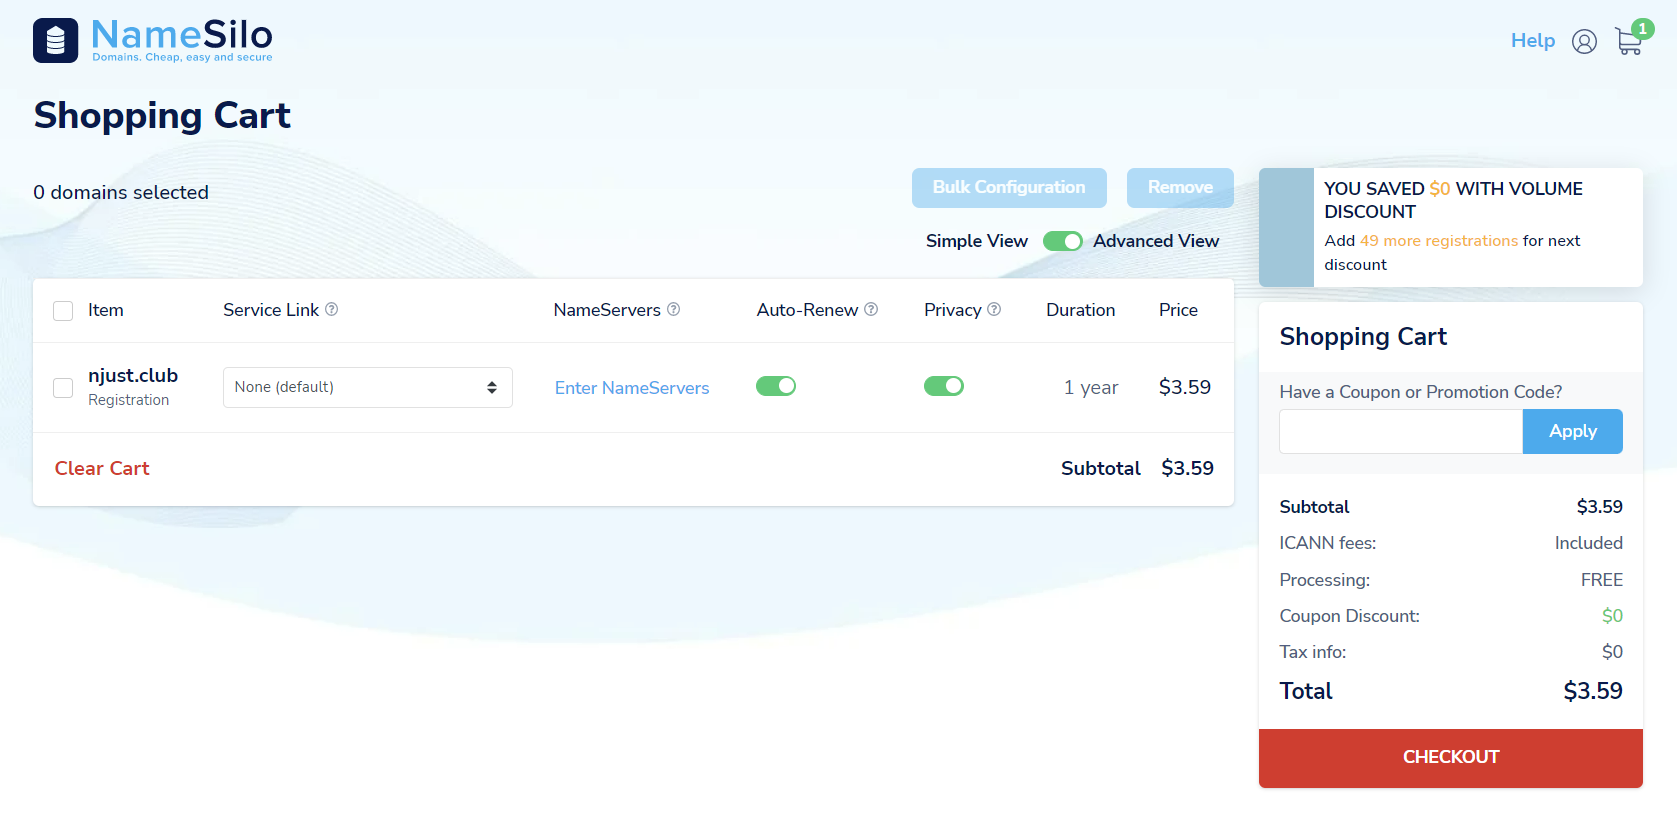 NameSilo
Domains. Cheap, easy and secure
Help
1
Shopping Cart
0 domains selected
Bulk Configuration
Remove
Simple View
Advanced View
Item
Service Link
NameServers
Auto-Renew
Privacy
Duration
Price
njust.club
Registration
None (default)
Enter NameServers
1 year
$3.59
Clear Cart
Subtotal
$3.59
YOU SAVED $0 WITH VOLUME
DISCOUNT
Add 49 more registrations for next
discount
Shopping Cart
Have a Coupon or Promotion Code?
Apply
Subtotal
$3.59
ICANN fees:
Included
Processing:
FREE
Coupon Discount:
$0
Tax info:
$0
Total
$3.59
CHECKOUT